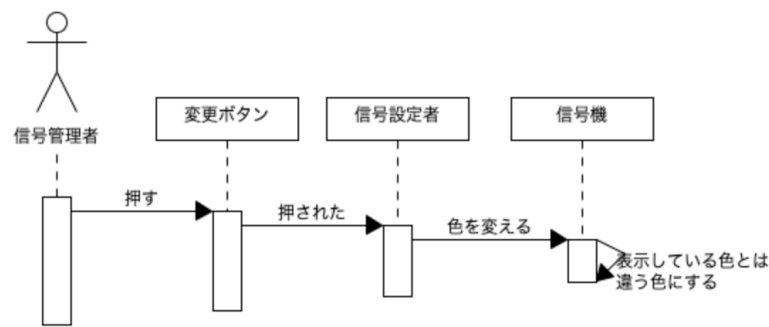 信号管理者
変更ボタン
信号設定者
信号機
押す
押された
色を変える
表示している色とは
違う色にする